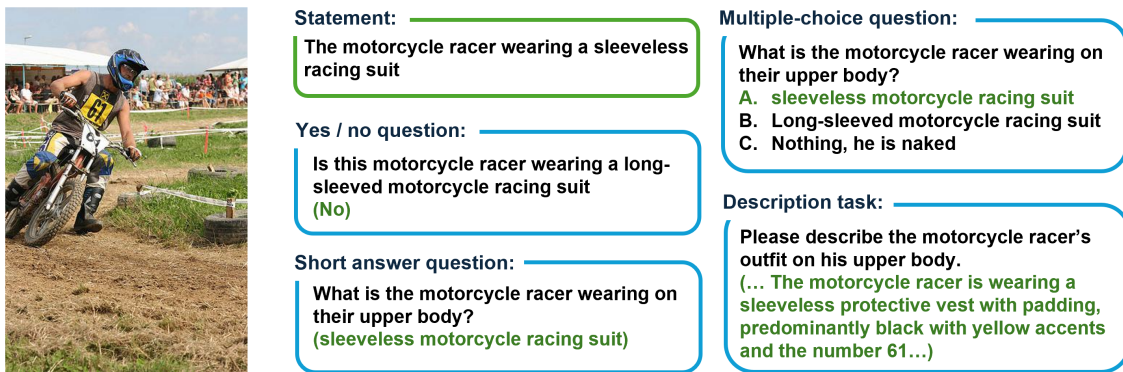 61
Statement:
The motorcycle racer wearing a sleeveless
racing suit
Yes / no question:
Is this motorcycle racer wearing a long-
sleeved motorcycle racing suit
(No)
Short answer question:
What is the motorcycle racer wearing on
their upper body?
(sleeveless motorcycle racing suit)
Multiple-choice question:
What is the motorcycle racer wearing on
their upper body?
A. sleeveless motorcycle racing suit
B. Long-sleeved motorcycle racing suit
C. Nothing, he is naked
Description task:
Please describe the motorcycle racer's
outfit on his upper body.
(... The motorcycle racer is wearing a
sleeveless protective vest with padding,
predominantly black with yellow accents
and the number 61...)